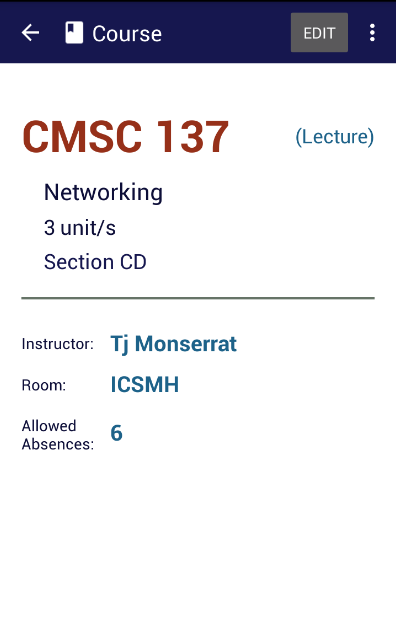 Course
EDIT
CMSC 137
(Lecture)
Networking
3 unit/s
Section CD
Instructor: Tj Monserrat
Room: ICSMH
Allowed
Absences: 6